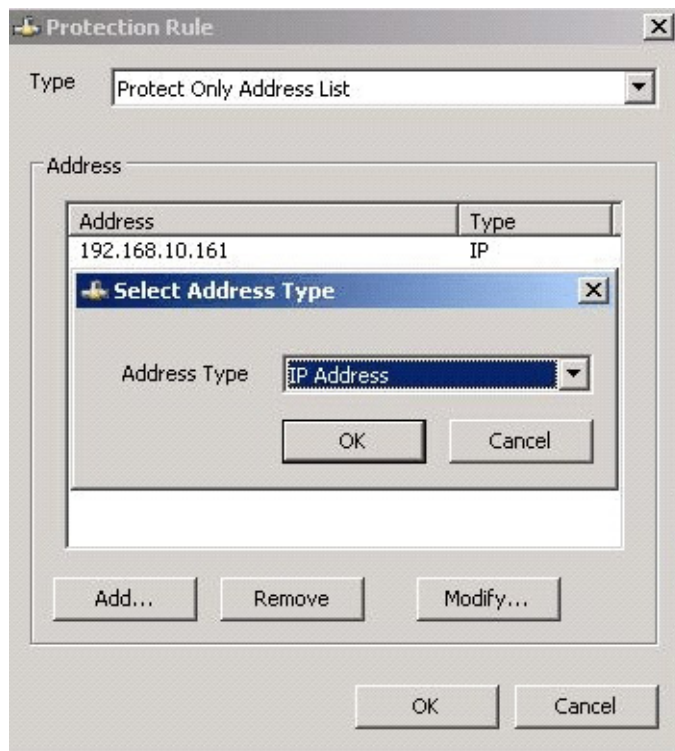 Protection Rule
Type Protect Only Address List
Address
Address Type
192.168.10.161 IP
Select Address Type
Address Type IP Address
OK Cancel
Add... Remove Modify...
OK Cancel